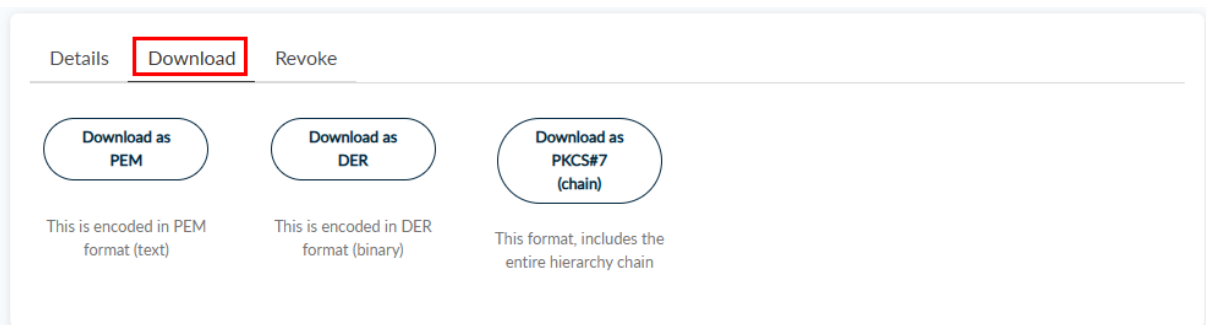 Details Download Revoke
Download as
PEM
Download as
DER
Download as
PKCS#7
(chain)
This is encoded in PEM
format (text)
This is encoded in DER
format (binary)
This format, includes the
entire hierarchy chain